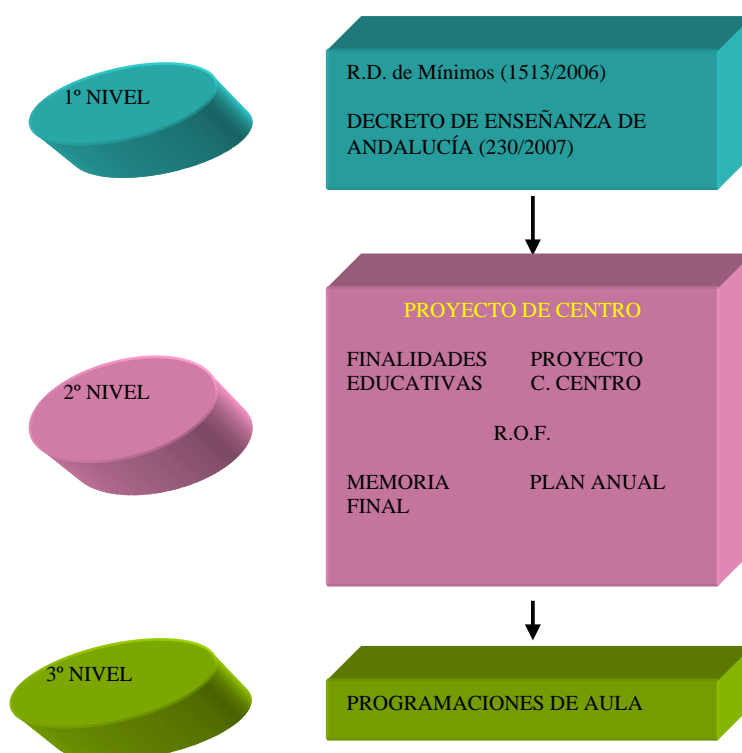 1º NIVEL
R.D. de Mínimos (1513/2006)
DECRETO DE ENSEÑANZA DE
ANDALUCÍA (230/2007)
2º NIVEL
PROYECTO DE CENTRO
FINALIDADES PROYECTO
EDUCATIVAS C. CENTRO
R.O.F.
MEMORIA PLAN ANUAL
FINAL
3º NIVEL
PROGRAMACIONES DE AULA